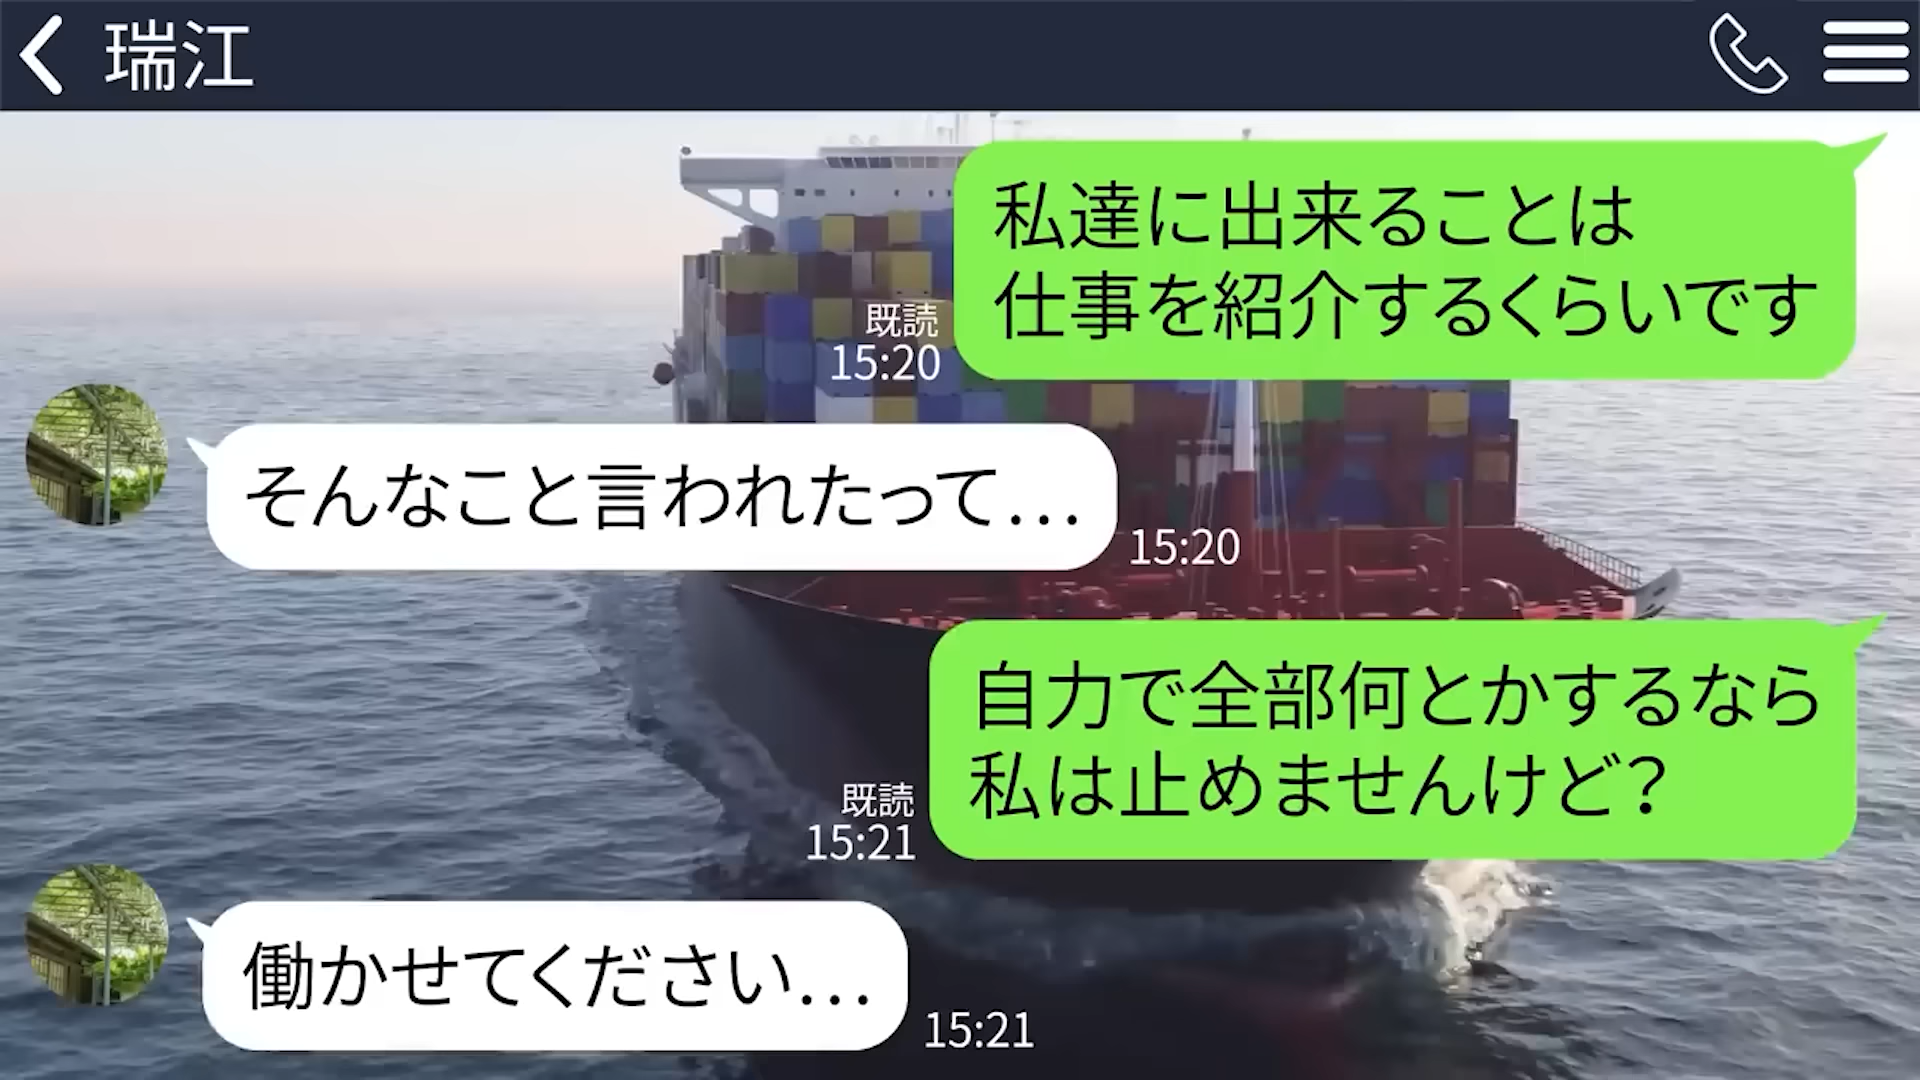 瑞江
私達に出来ることは
仕事を紹介するくらいです
既読
15:20
そんなこと言われたって…
15:20
自力で全部何とかするなら
私は止めませんけど？
既読
15:21
働かせてください…
15:21